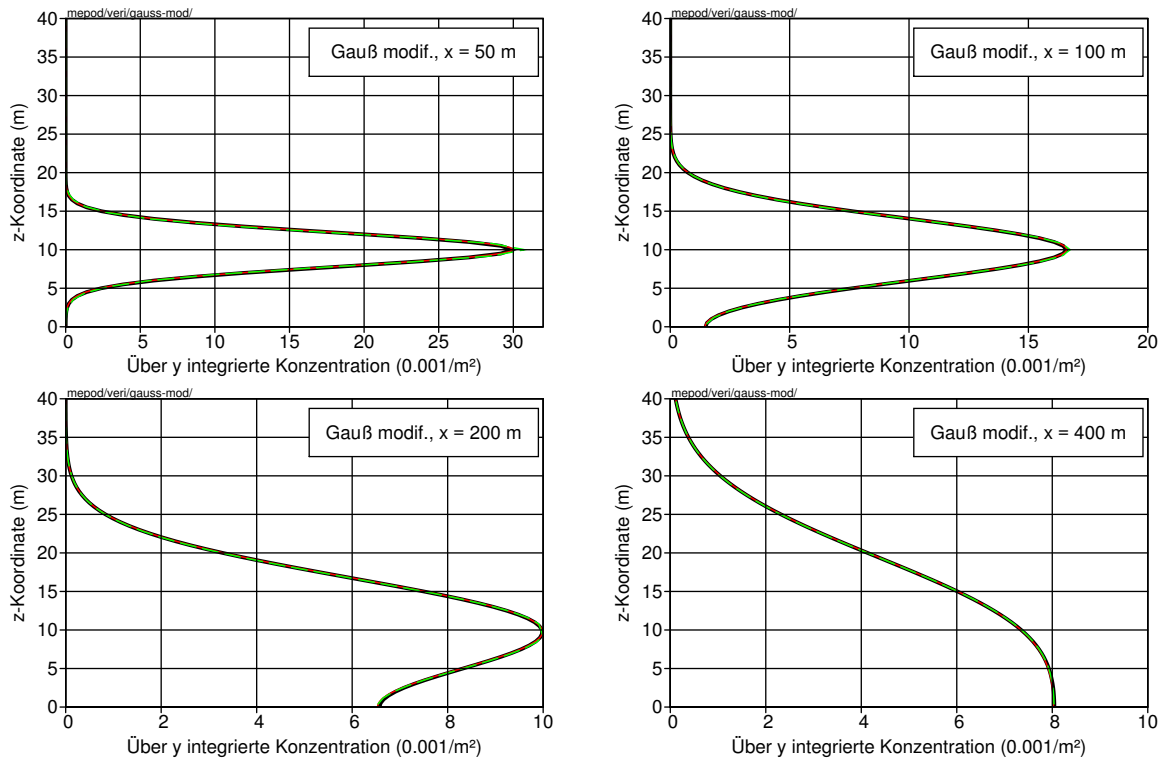 mepod/veri/gauss-mod/
Gauß modif., x = 50 m
z-Koordinate (m)
40
35
30
25
20
15
10
5
0
0 5 10 15 20 25 30
Über y integrierte Konzentration (0.001/m²)
mepod/veri/gauss-mod/
Gauß modif., x = 100 m
z-Koordinate (m)
40
35
30
25
20
15
10
5
0
0 5 10 15 20
Über y integrierte Konzentration (0.001/m²)
mepod/veri/gauss-mod/
Gauß modif., x = 200 m
z-Koordinate (m)
40
35
30
25
20
15
10
5
0
0 2 4 6 8 10
Über y integrierte Konzentration (0.001/m²)
mepod/veri/gauss-mod/
Gauß modif., x = 400 m
z-Koordinate (m)
40
35
30
25
20
15
10
5
0
0 2 4 6 8 10
Über y integrierte Konzentration (0.001/m²)